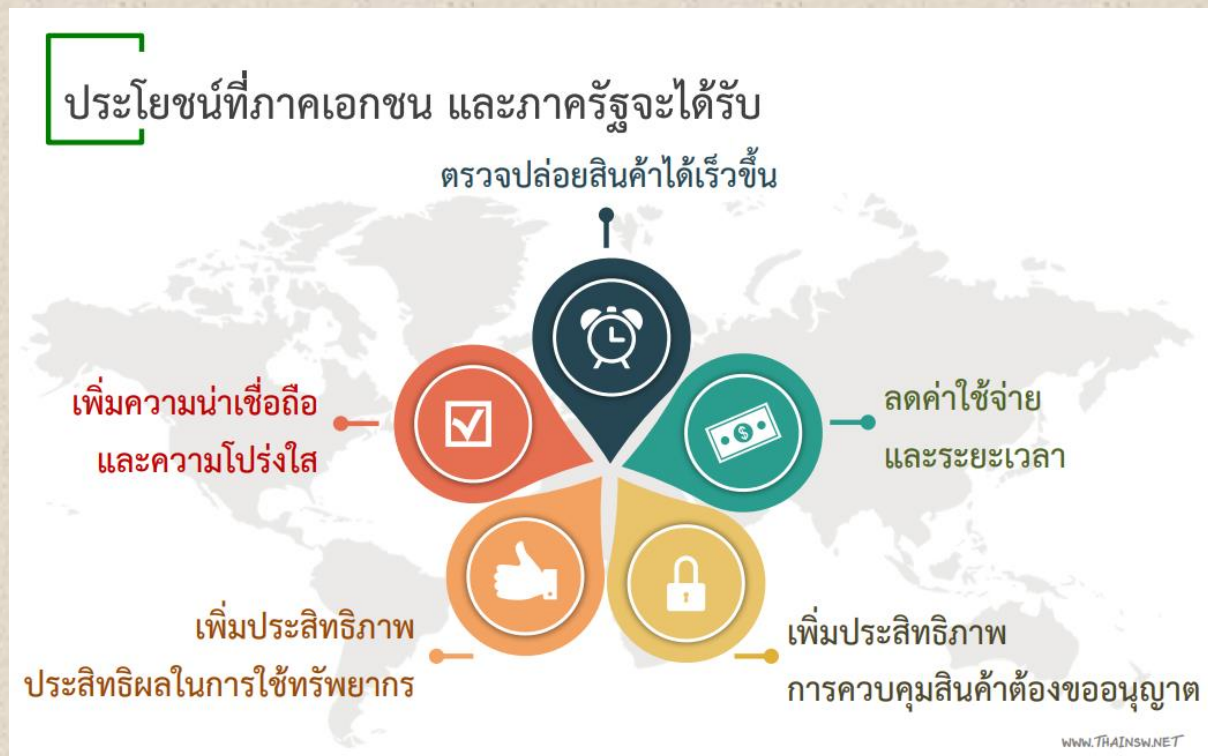 ประโยชน์ที่ภาคเอกชน และภาครัฐจะได้รับ
ตรวจปล่อยสินค้าได้เร็วขึ้น
ลดค่าใช้จ่าย
และระยะเวลา
เพิ่มประสิทธิภาพ
การควบคุมสินค้าต้องขออนุญาต
เพิ่มประสิทธิภาพ
ประสิทธิผลในการใช้ทรัพยากร
เพิ่มความน่าเชื่อถือ
และความโปร่งใส
$
WWW.THAINSW.NET